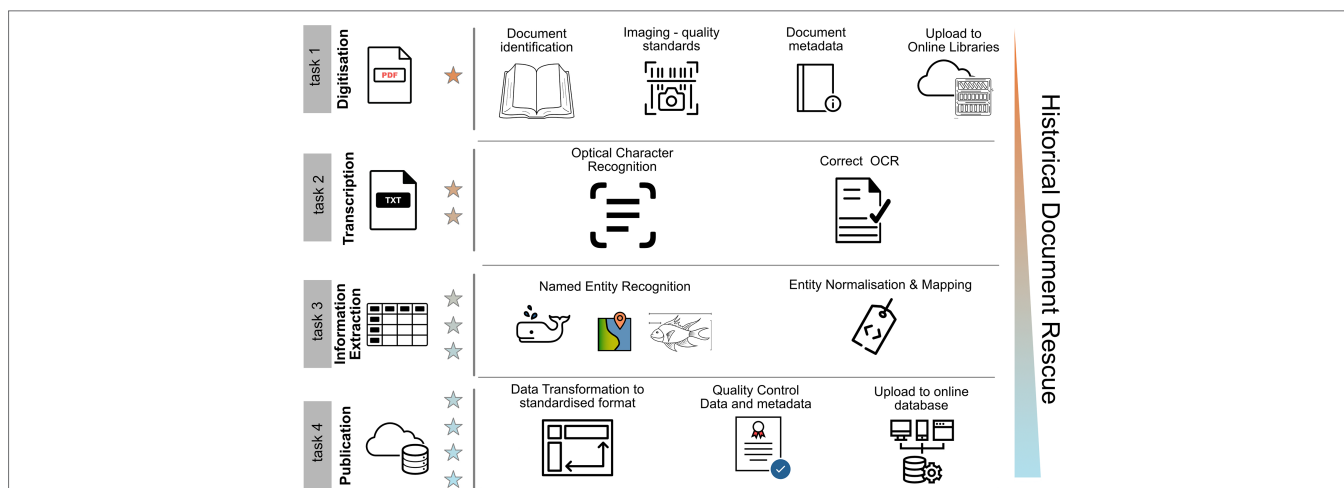 task 1
Digitisation
PDF
Document
identification
Imaging - quality
standards
Document
metadata
Upload to
Online Libraries
task 2
Transcription
TXT
Optical Character
Recognition
Correct OCR
task 3
Information
Extraction
Named Entity Recognition
Entity Normalisation & Mapping
task 4
Publication
Data Transformation to
standardised format
Quality Control
Data and metadata
Upload to online
database
Historical Document Rescue